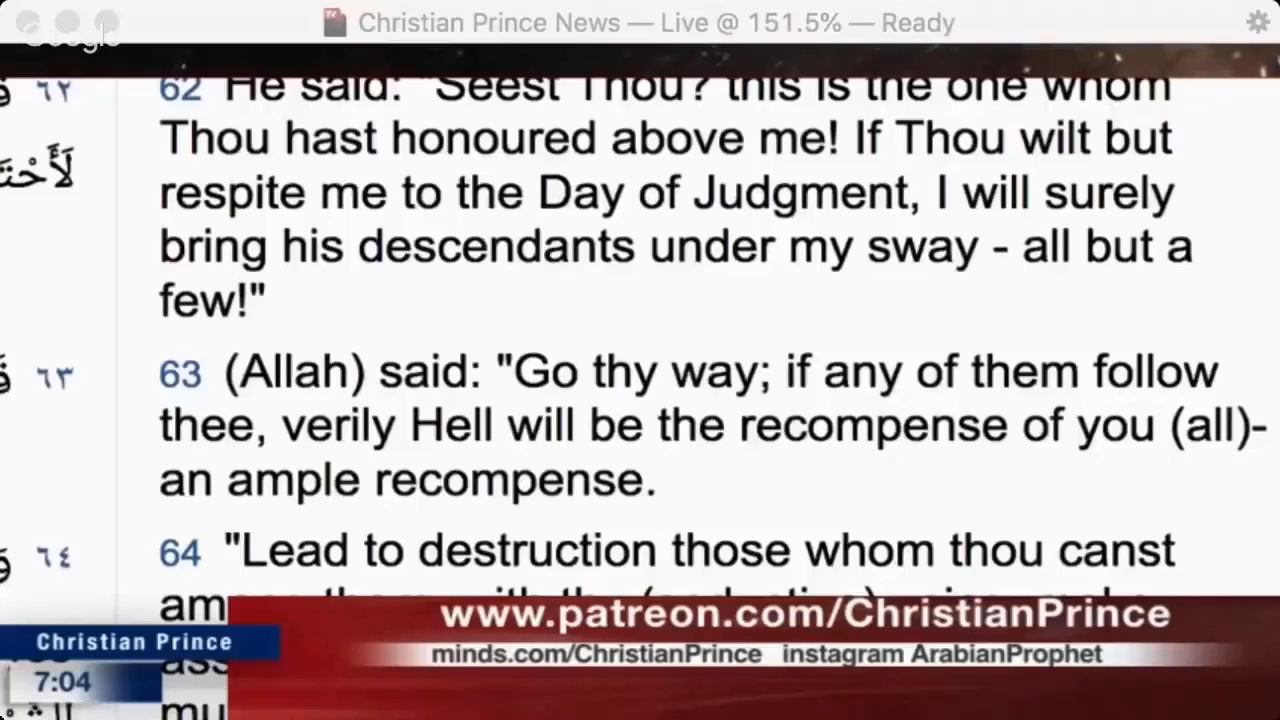 Christian Prince News — Live @ 151.5% — Ready
Google
٦٢
62 He said: "Seest Thou? this is the one whom
Thou hast honoured above me! If Thou wilt but
respite me to the Day of Judgment, I will surely
bring his descendants under my sway - all but a
few!"
٦٣
63 (Allah) said: "Go thy way; if any of them follow
thee, verily Hell will be the recompense of you (all)-
an ample recompense.
٦٤
64 "Lead to destruction those whom thou canst
www.patreon.com/ChristianPrince
Christian Prince
minds.com/ChristianPrince instagram ArabianProphet
7:04